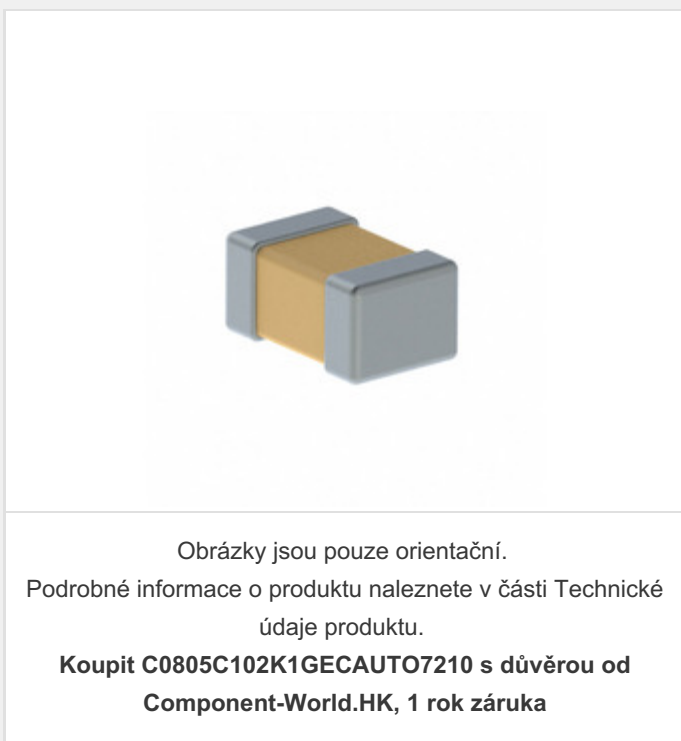 Obrázky jsou pouze orientační.
Podrobné informace o produktu naleznete v části Technické
údaje produktu.
Koupit C0805C102K1GECAUTO7210 s důvěrou od
Component-World.HK, 1 rok záruka